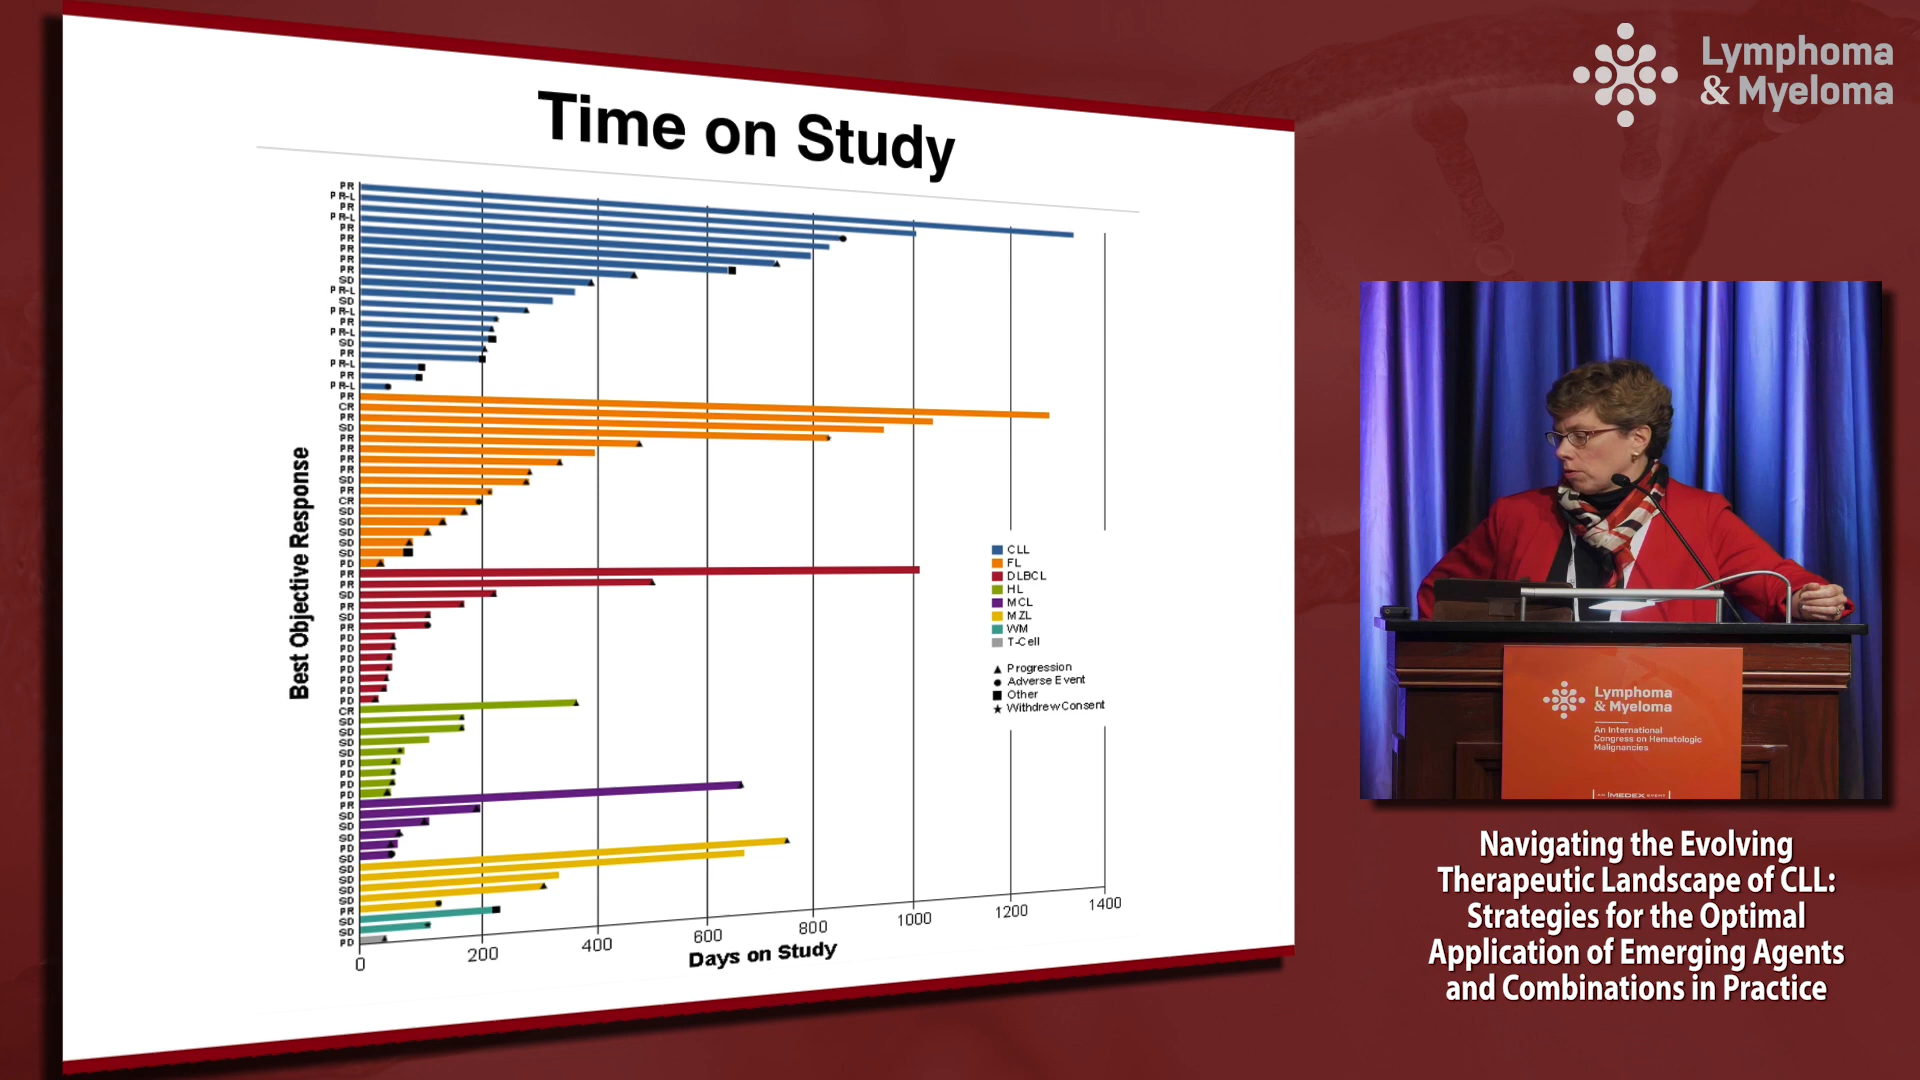 Time on Study
PR
PR-L
PR
PR-L
PR
PR
PR
PR
PR
SD
PR-L
SD
PR-L
PR
PR-L
SD
PR
PR-L
PR
PR-L
PR
CR
PR
SD
PR
PR
PR
PR
SD
PR
CR
SD
SD
SD
SD
SD
PD
PR
PR
SD
PR
SD
PR
PD
PD
PD
PD
PD
PD
PD
CR
SD
SD
SD
SD
PD
PD
PD
PD
PR
SD
SD
SD
PD
SD
SD
SD
SD
SD
PR
SD
SD
PD
Best Objective Response
0
200
400
600
800
1000
1200
1400
Days on Study
CLL
FL
DLBCL
HL
MCL
MZL
WM
T-Cell
Progression
Adverse Event
Other
Withdrew Consent
Lymphoma
& Myeloma
Lymphoma
& Myeloma
An International
Congress on Hematologic
Malignancies
IMEDEX
Navigating the Evolving
Therapeutic Landscape of CLL:
Strategies for the Optimal
Application of Emerging Agents
and Combinations in Practice